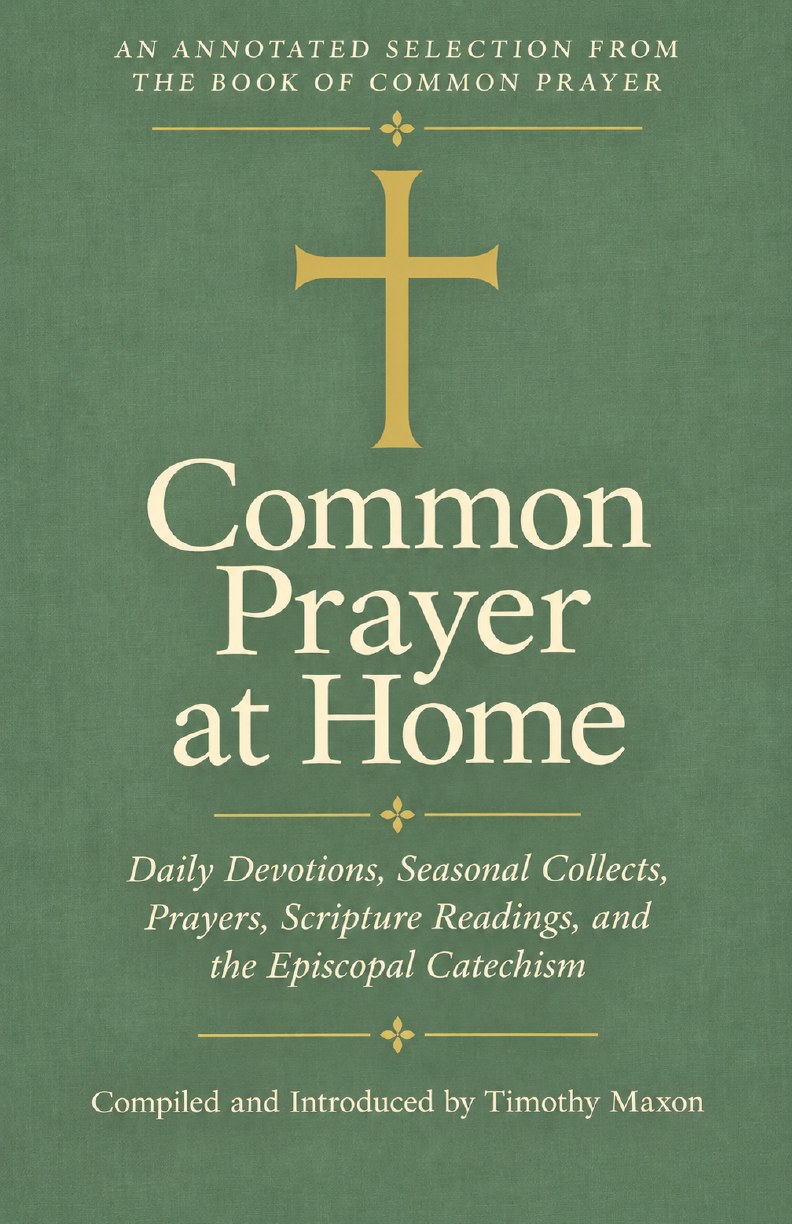 AN ANNOTATED SELECTION FROM
THE BOOK OF COMMON PRAYER
Common
Prayer
at Home
Daily Devotions, Seasonal Collects,
Prayers, Scripture Readings, and
the Episcopal Catechism
Compiled and Introduced by Timothy Maxon